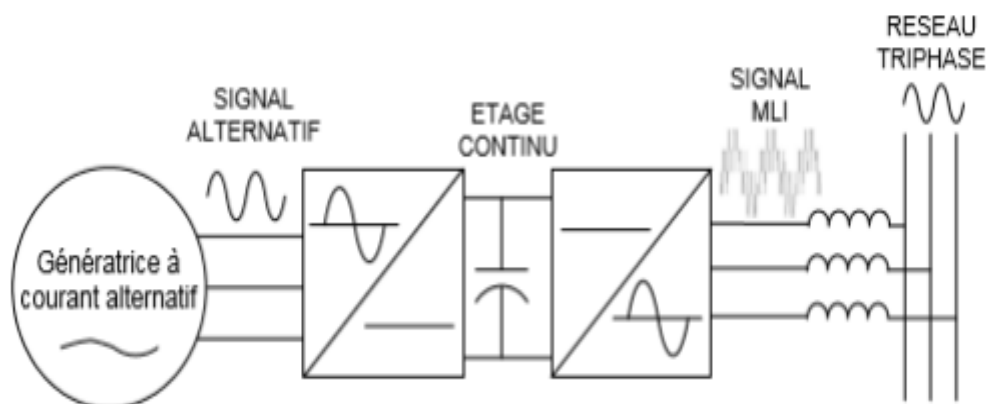 RESEAU
TRIPHASE
SIGNAL
MLI
SIGNAL
ALTERNATIF
ETAGE
CONTINU
Génératrice à
courant alternatif